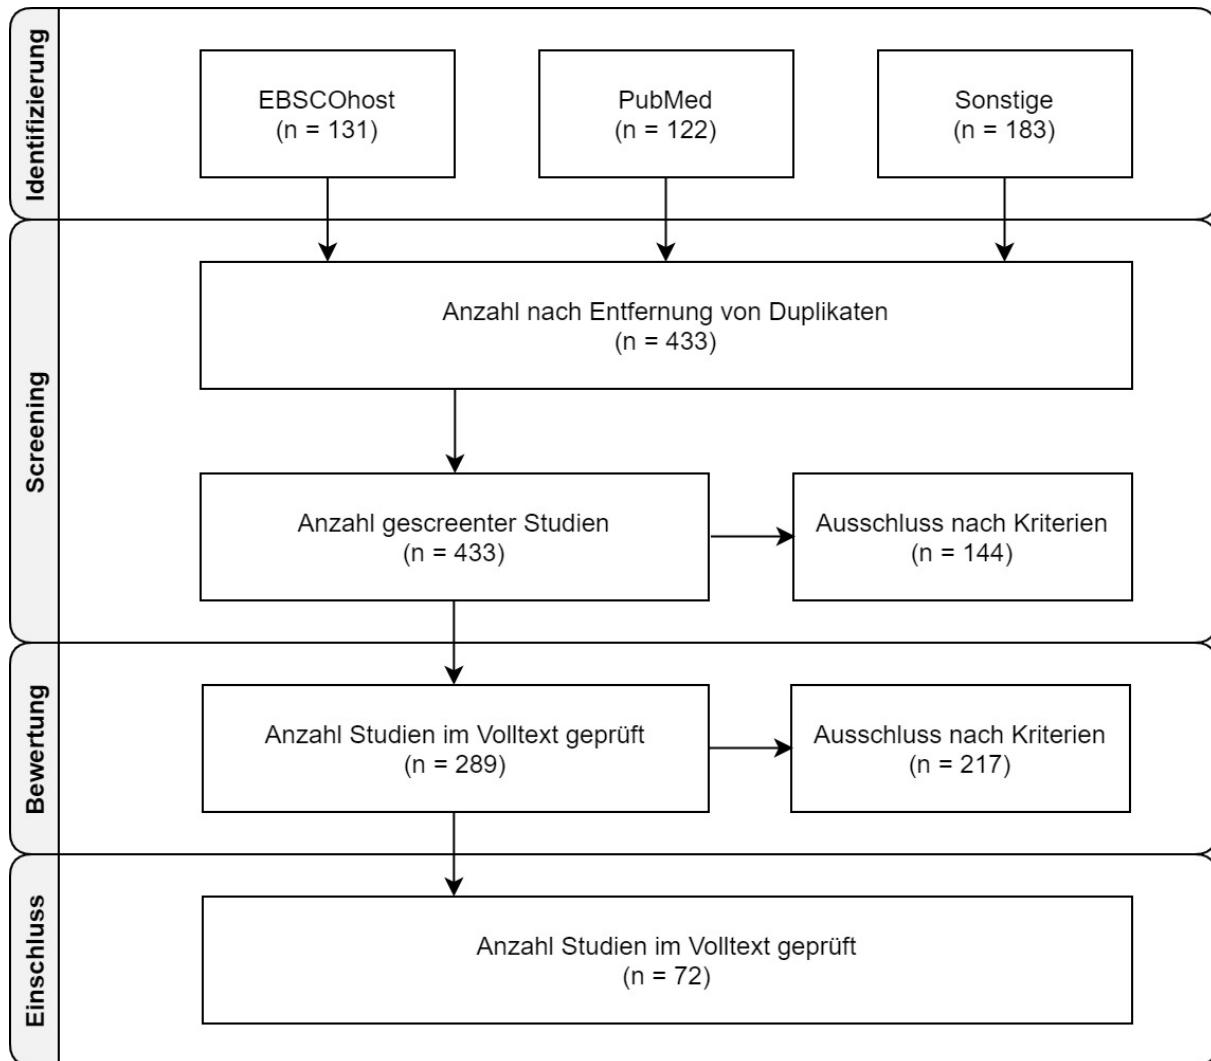 Identifizierung
EBSCOhost
(n = 131)
PubMed
(n = 122)
Sonstige
(n = 183)
Screening
Anzahl nach Entfernung von Duplikaten
(n = 433)
Anzahl gescreenter Studien
(n = 433)
Ausschluss nach Kriterien
(n = 144)
Bewertung
Anzahl Studien im Volltext geprüft
(n = 289)
Ausschluss nach Kriterien
(n = 217)
Einschluss
Anzahl Studien im Volltext geprüft
(n = 72)